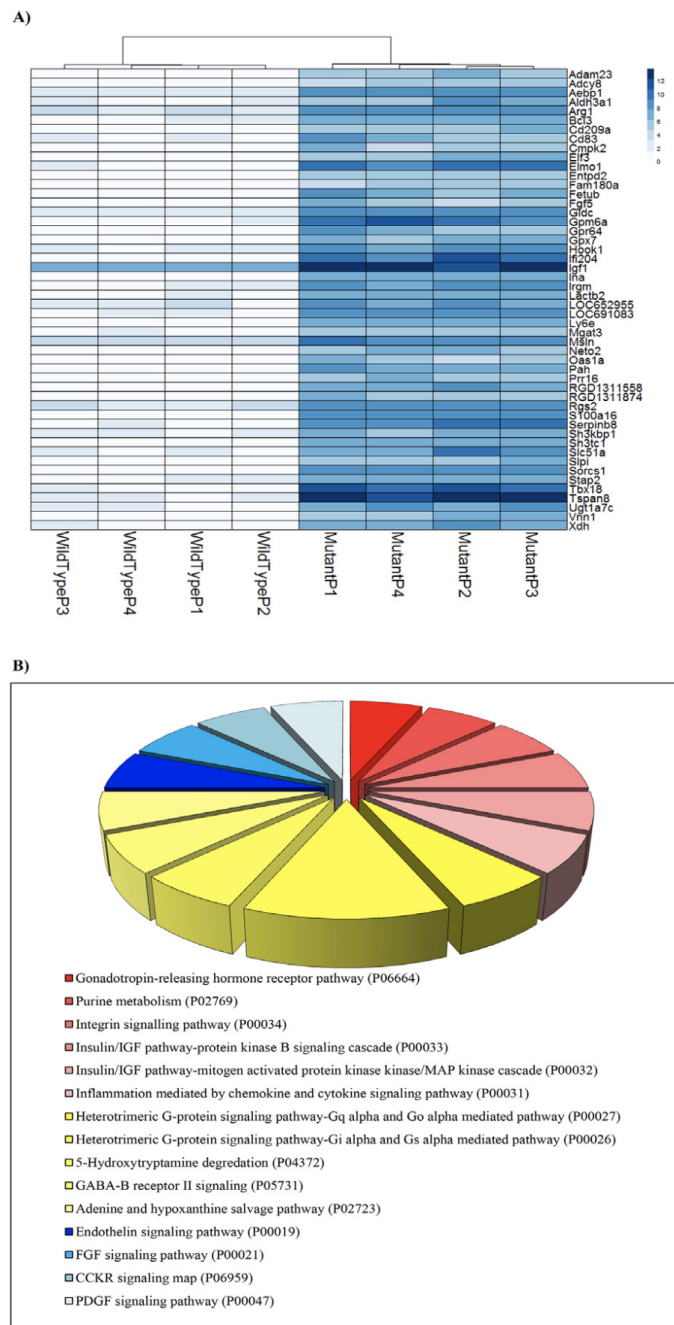 A)
Adam23
Adcy8
Aebp1
Aldh3a1
Arg1
Bcl3
Cd209a
Cd83
Cmpk2
Elf3
Elmo1
Entpd2
Fam180a
Fetub
Fgf5
Gldc
Gpm6a
Gpr64
Gpx7
Hook1
Ifi204
Igf1
Ina
Irgm
Lactb2
LOC652955
LOC691083
Ly6e
Mgat3
Msln
Neto2
Oas1a
Pah
Prr16
RGD1311558
RGD1311874
Rgs2
S100a16
Serpinb8
Sh3kbp1
Sh3tc1
Slc51a
Slpi
Sorcs1
Stap2
Tbx18
Tspan8
Ugt1a7c
Vnn1
Xdh
12
10
8
6
4
2
0
WildTypeP3
WildTypeP4
WildTypeP1
WildTypeP2
MutantP1
MutantP4
MutantP2
MutantP3
B)
Gonadotropin-releasing hormone receptor pathway (P06664)
Purine metabolism (P02769)
Integrin signalling pathway (P00034)
Insulin/IGF pathway-protein kinase B signaling cascade (P00033)
Insulin/IGF pathway-mitogen activated protein kinase kinase/MAP kinase cascade (P00032)
Inflammation mediated by chemokine and cytokine signaling pathway (P00031)
Heterotrimeric G-protein signaling pathway-Gq alpha and Go alpha mediated pathway (P00027)
Heterotrimeric G-protein signaling pathway-Gi alpha and Gs alpha mediated pathway (P00026)
5-Hydroxytryptamine degredation (P04372)
GABA-B receptor II signaling (P05731)
Adenine and hypoxanthine salvage pathway (P02723)
Endothelin signaling pathway (P00019)
FGF signaling pathway (P00021)
CCKR signaling map (P06959)
PDGF signaling pathway (P00047)